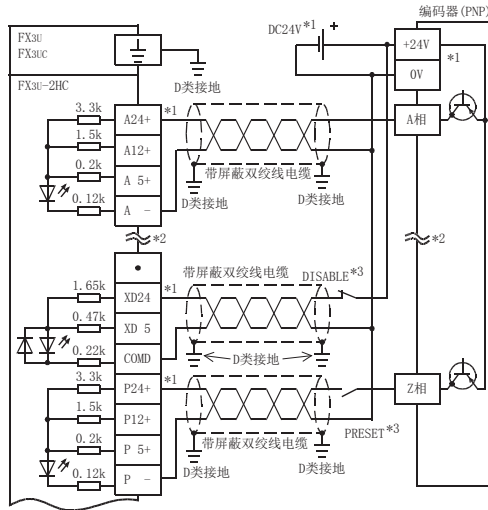 编码器(PNP)
FX3U
FX3UC
DC24V*1
+
+24V
*1
0V
D类接地
FX3U-2HC
3.3k
A24+
*1
A相
1.5k
A12+
0.2k
A 5+
带屏蔽双绞线电缆
0.12k
A -
D类接地
D类接地
*2
*2
带屏蔽双绞线电缆
DISABLE*3
1.65k
XD24
*1
0.47k
XD 5
0.22k
COMD
D类接地
3.3k
P24+
*1
Z相
1.5k
P12+
PRESET*3
0.2k
P 5+
带屏蔽双绞线电缆
0.12k
P -
D类接地
D类接地